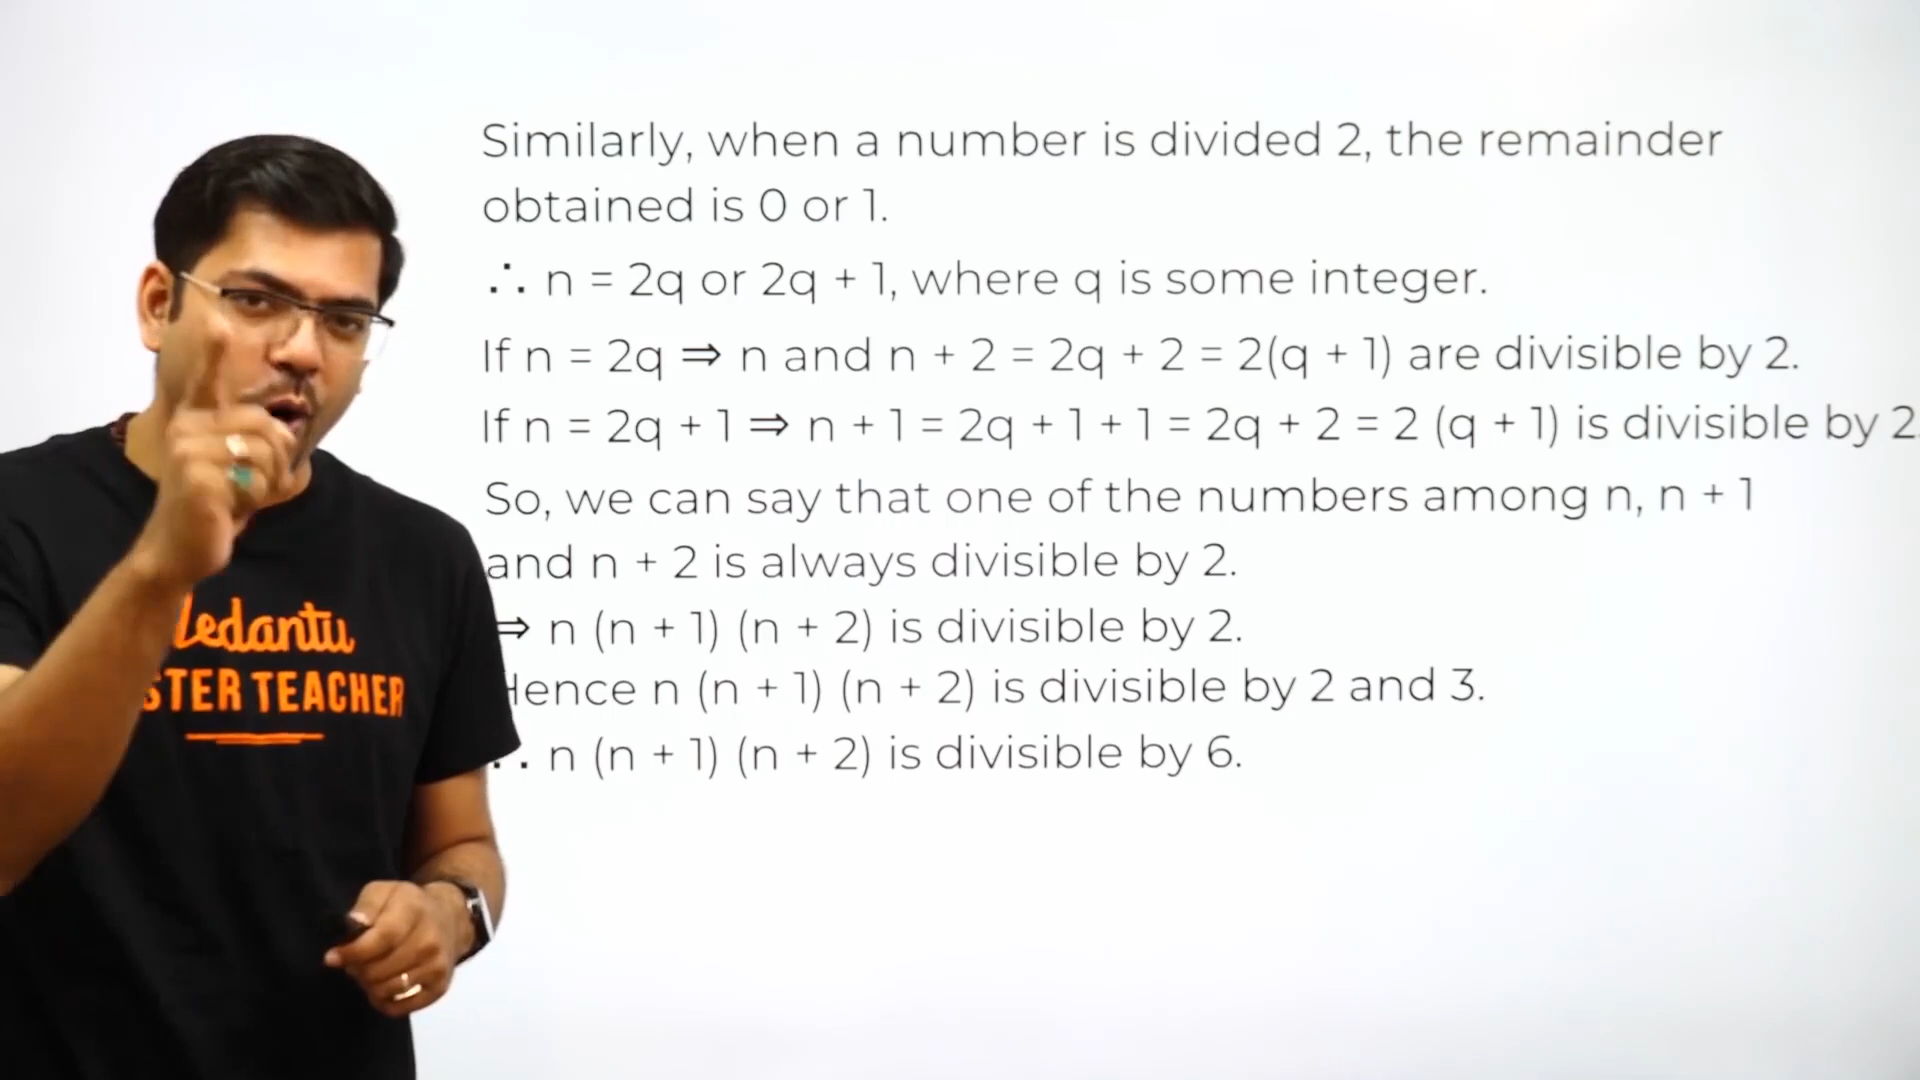 Similarly, when a number is divided 2, the remainder
obtained is 0 or 1.
∴ n = 2q or 2q + 1, where q is some integer.
If n = 2q ⇒ n and n + 2 = 2q + 2 = 2(q + 1) are divisible by 2.
If n = 2q + 1 ⇒ n + 1 = 2q + 1 + 1 = 2q + 2 = 2 (q + 1) is divisible by 2.
So, we can say that one of the numbers among n, n + 1
and n + 2 is always divisible by 2.
⇒ n (n + 1) (n + 2) is divisible by 2.
Hence n (n + 1) (n + 2) is divisible by 2 and 3.
∴ n (n + 1) (n + 2) is divisible by 6.
Vedantu
STER TEACHER